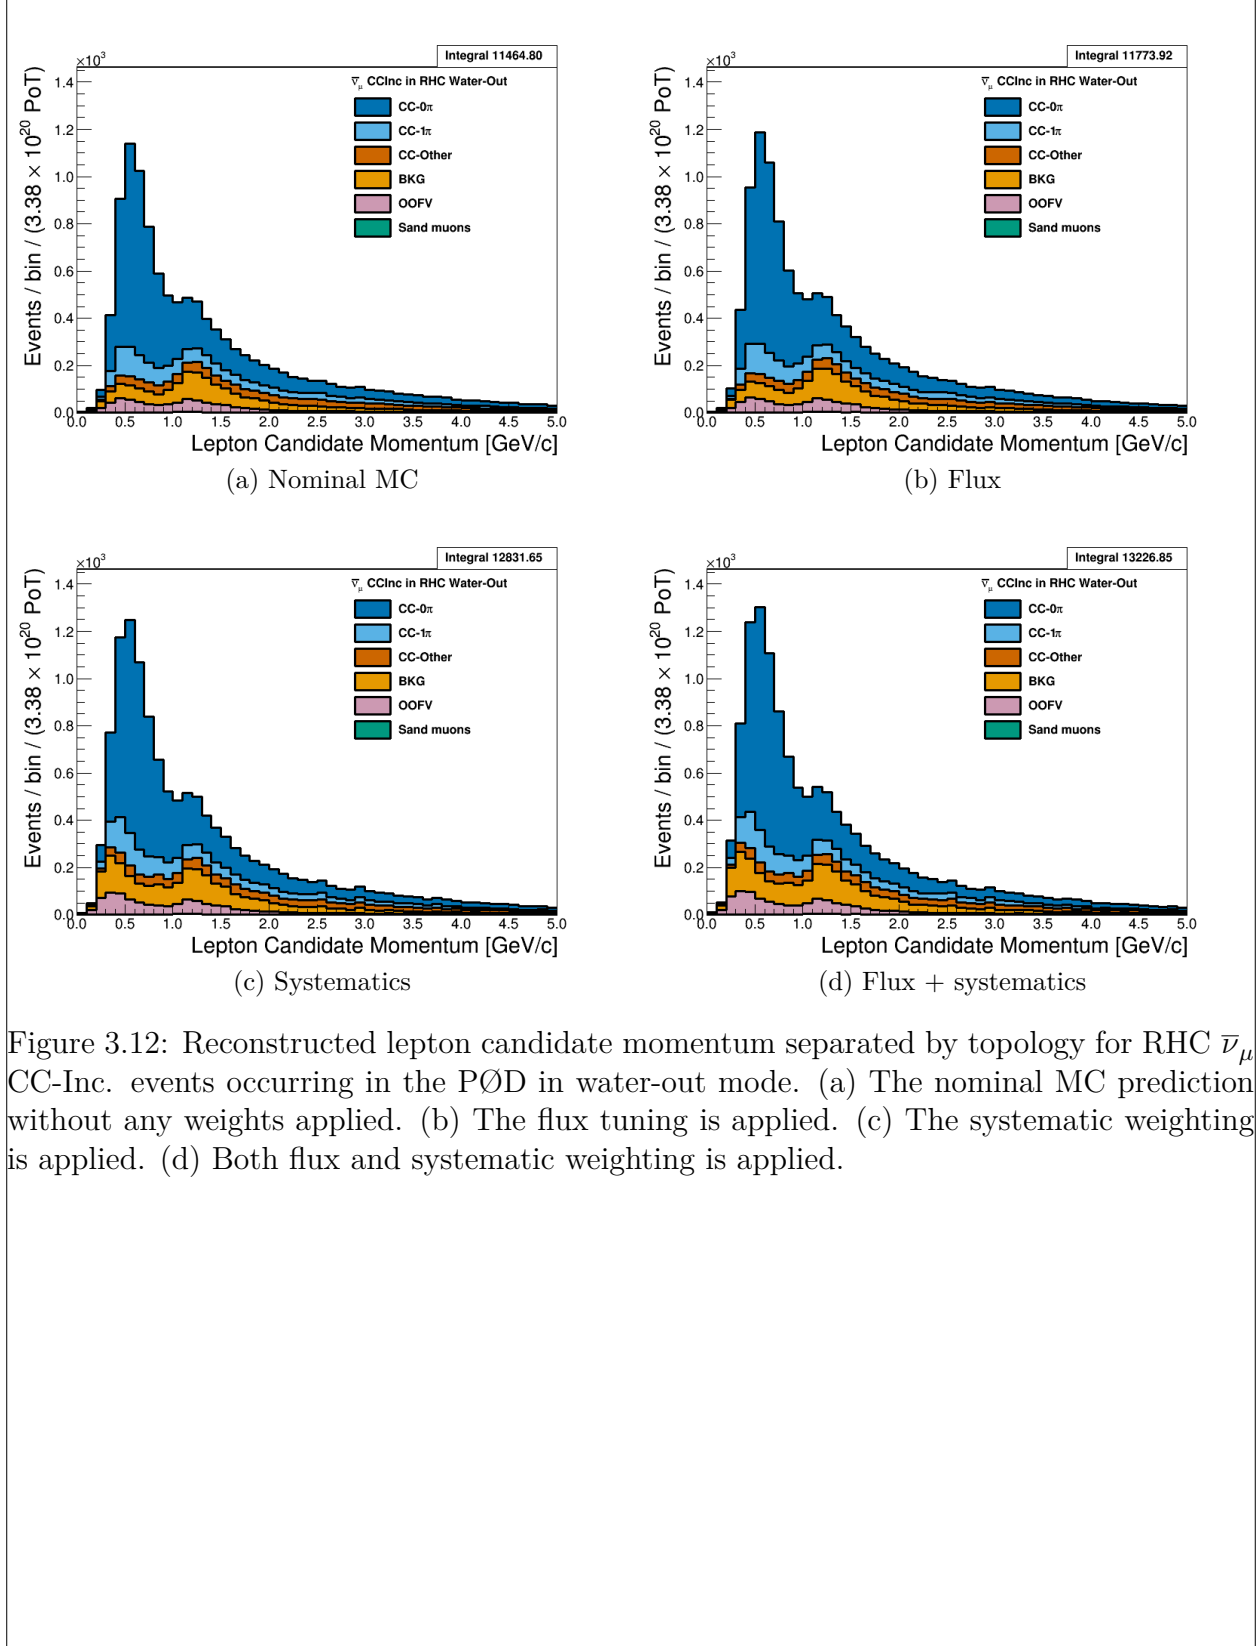 Integral 11464.80
×10³
ν̅μ CCInc in RHC Water-Out
CC-0π
CC-1π
CC-Other
BKG
OOFV
Sand muons
1.4
1.2
1.0
0.8
0.6
0.4
0.2
0.0
Events / bin / (3.38 × 10²⁰ PoT)
0.0 0.5 1.0 1.5 2.0 2.5 3.0 3.5 4.0 4.5 5.0
Lepton Candidate Momentum [GeV/c]
(a) Nominal MC
Integral 11773.92
×10³
ν̅μ CCInc in RHC Water-Out
CC-0π
CC-1π
CC-Other
BKG
OOFV
Sand muons
1.4
1.2
1.0
0.8
0.6
0.4
0.2
0.0
Events / bin / (3.38 × 10²⁰ PoT)
0.0 0.5 1.0 1.5 2.0 2.5 3.0 3.5 4.0 4.5 5.0
Lepton Candidate Momentum [GeV/c]
(b) Flux
Integral 12831.65
×10³
ν̅μ CCInc in RHC Water-Out
CC-0π
CC-1π
CC-Other
BKG
OOFV
Sand muons
1.4
1.2
1.0
0.8
0.6
0.4
0.2
0.0
Events / bin / (3.38 × 10²⁰ PoT)
0.0 0.5 1.0 1.5 2.0 2.5 3.0 3.5 4.0 4.5 5.0
Lepton Candidate Momentum [GeV/c]
(c) Systematics
Integral 13226.85
×10³
ν̅μ CCInc in RHC Water-Out
CC-0π
CC-1π
CC-Other
BKG
OOFV
Sand muons
1.4
1.2
1.0
0.8
0.6
0.4
0.2
0.0
Events / bin / (3.38 × 10²⁰ PoT)
0.0 0.5 1.0 1.5 2.0 2.5 3.0 3.5 4.0 4.5 5.0
Lepton Candidate Momentum [GeV/c]
(d) Flux + systematics
Figure 3.12: Reconstructed lepton candidate momentum separated by topology for RHC ν̅μ
CC-Inc. events occurring in the PØD in water-out mode. (a) The nominal MC prediction
without any weights applied. (b) The flux tuning is applied. (c) The systematic weighting
is applied. (d) Both flux and systematic weighting is applied.